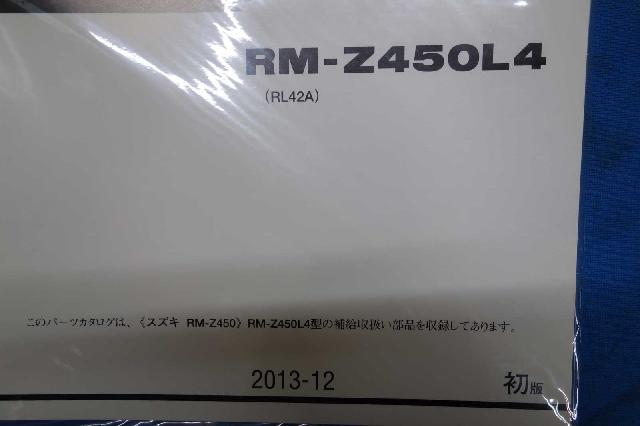 RM-Z450L4
(RL42A)
このパーツカタログは、《スズキ RM-Z450》RM-Z450L4型の補給取扱い部品を収録してあります。
2013-12 初版